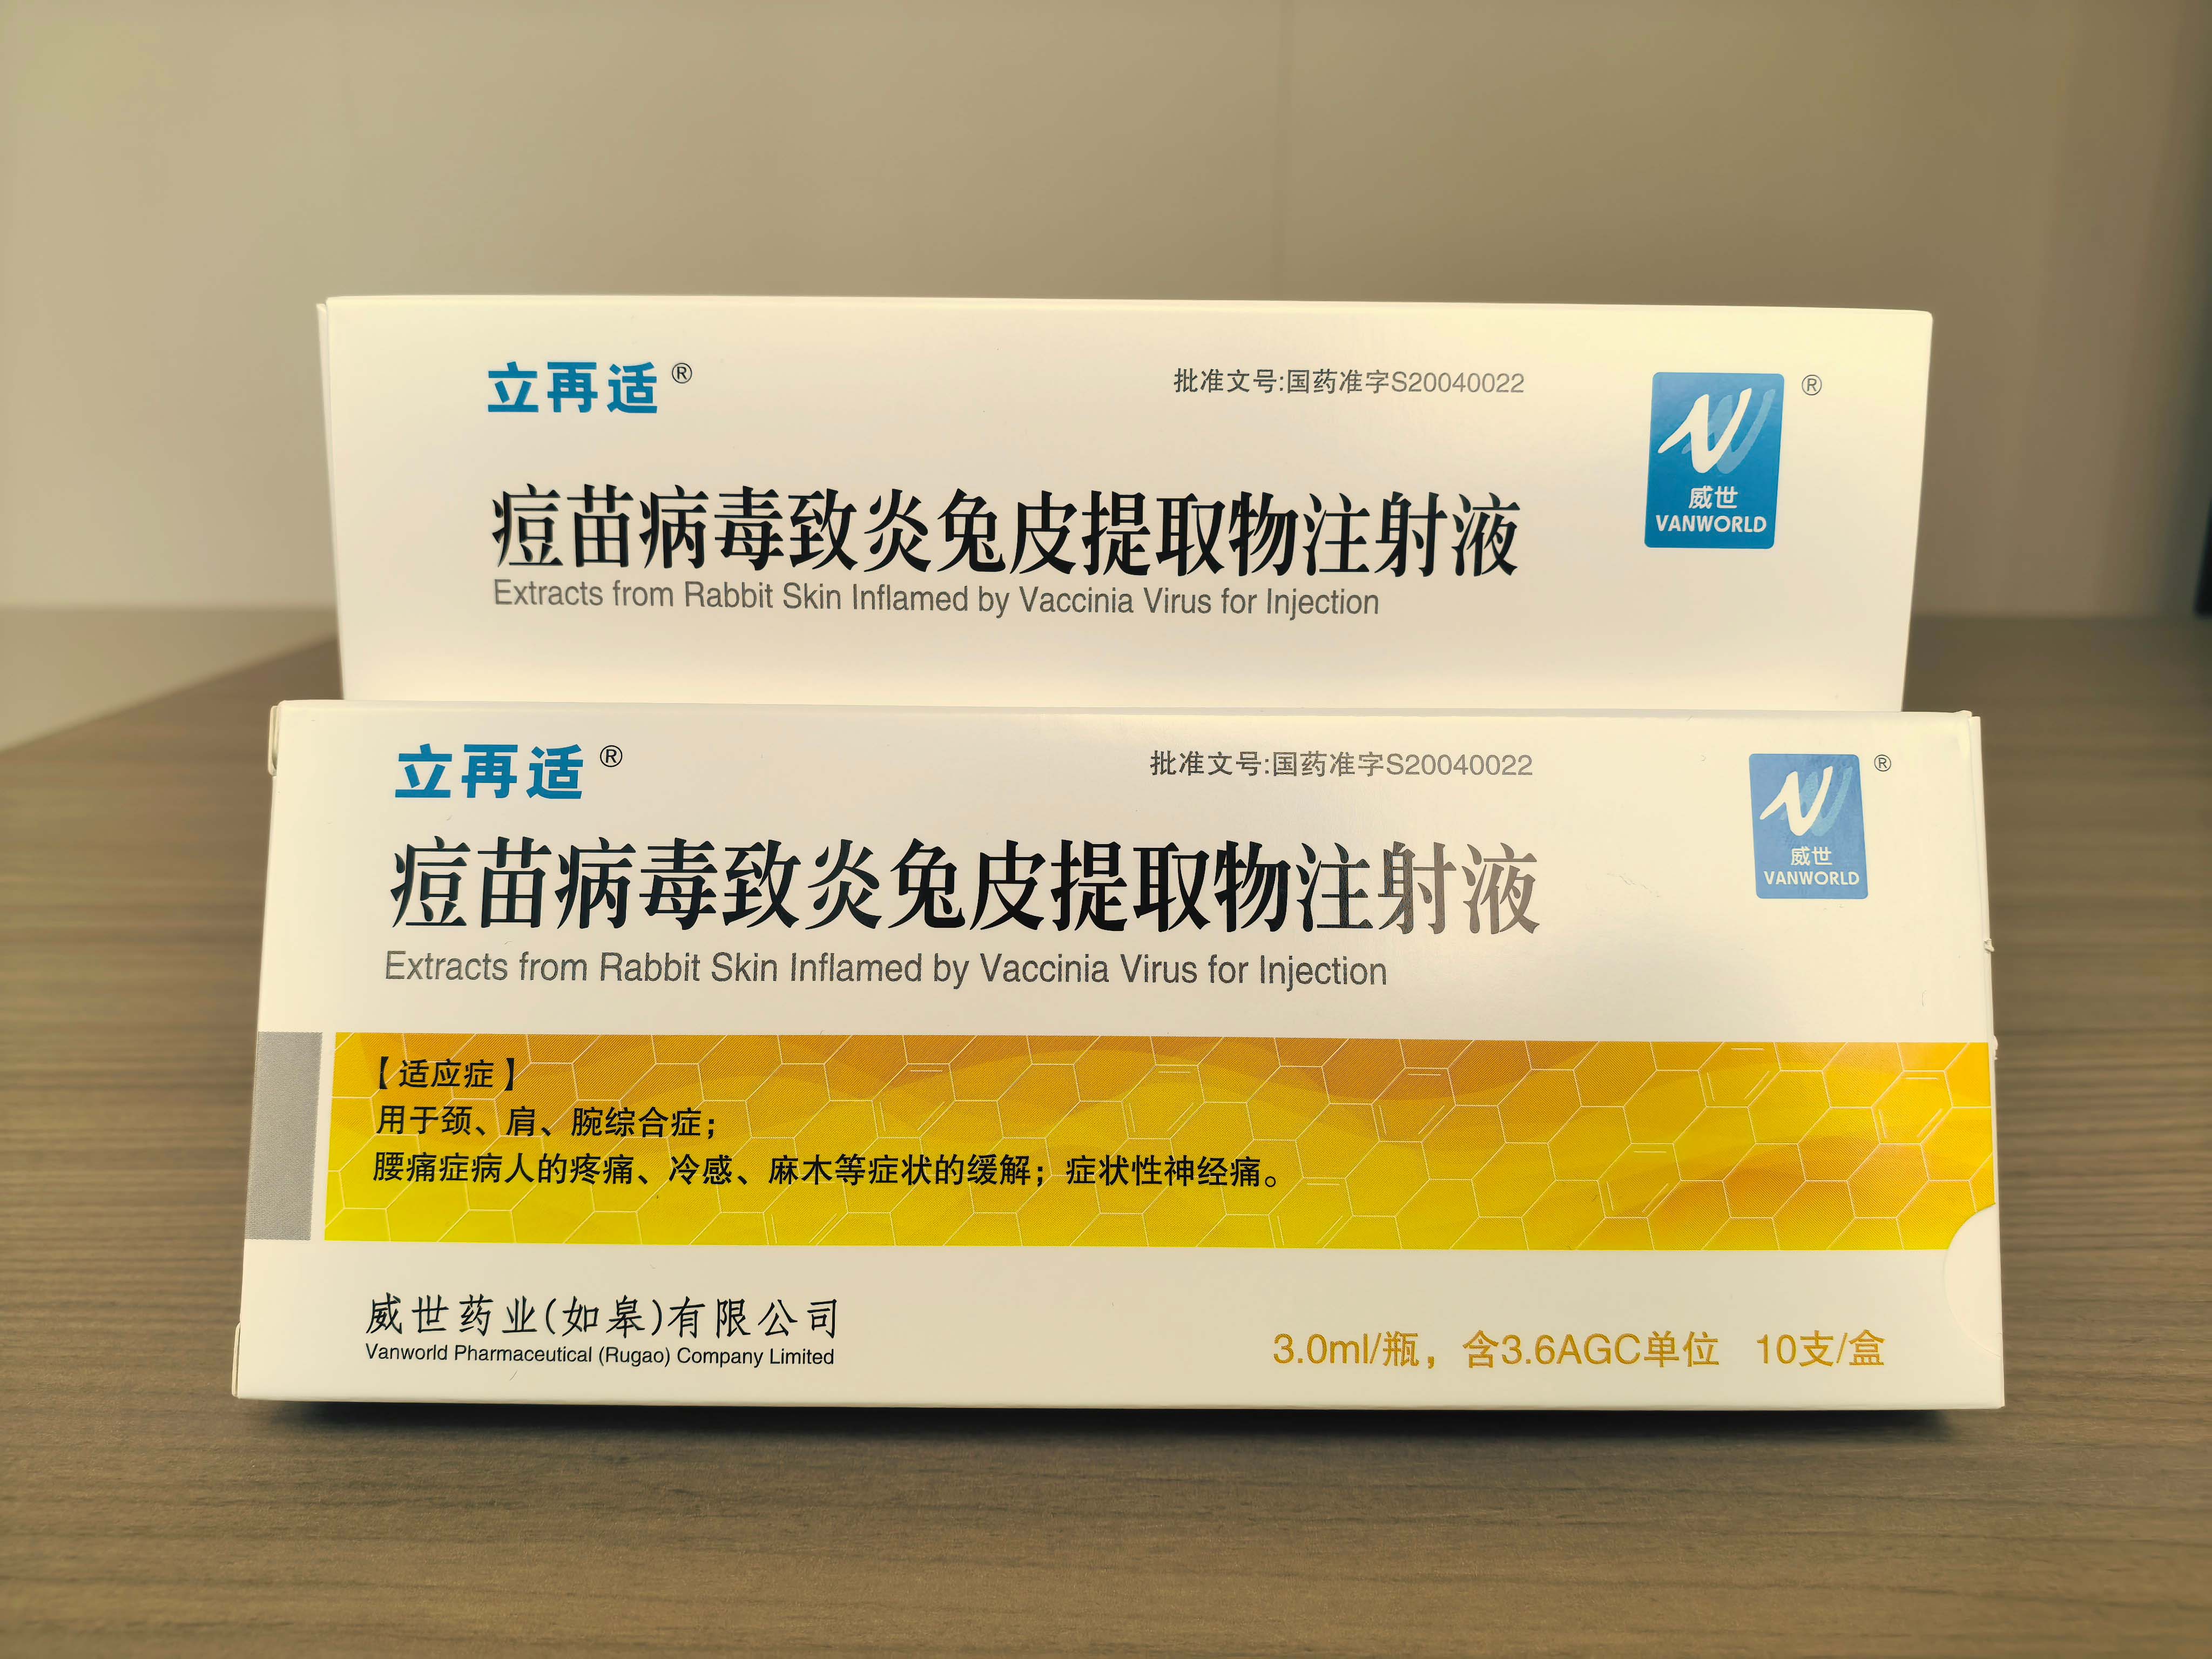 立再适®
批准文号:国药准字S20040022
®
威世
VANWORLD
痘苗病毒致炎兔皮提取物注射液
Extracts from Rabbit Skin Inflamed by Vaccinia Virus for Injection
立再适®
批准文号:国药准字S20040022
®
威世
VANWORLD
痘苗病毒致炎兔皮提取物注射液
Extracts from Rabbit Skin Inflamed by Vaccinia Virus for Injection
【适应症】
用于颈、肩、腕综合症；
腰痛症病人的疼痛、冷感、麻木等症状的缓解；症状性神经痛。
威世药业(如皋)有限公司
Vanworld Pharmaceutical (Rugao) Company Limited
3.0ml/瓶，含3.6AGC单位 10支/盒